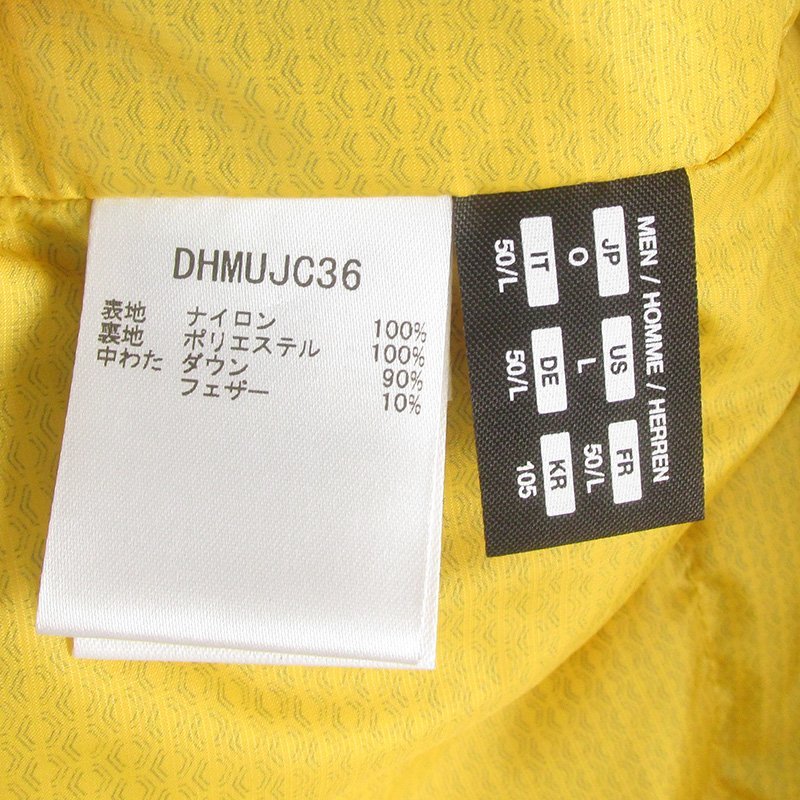 DHMUJC36
表地 ナイロン 100%
裏地 ポリエステル 100%
中わた ダウン 90%
フェザー 10%
MEN / HOMME / HERREN
JP US FR
O L 50/L
IT DE KR
50/L 50/L 105